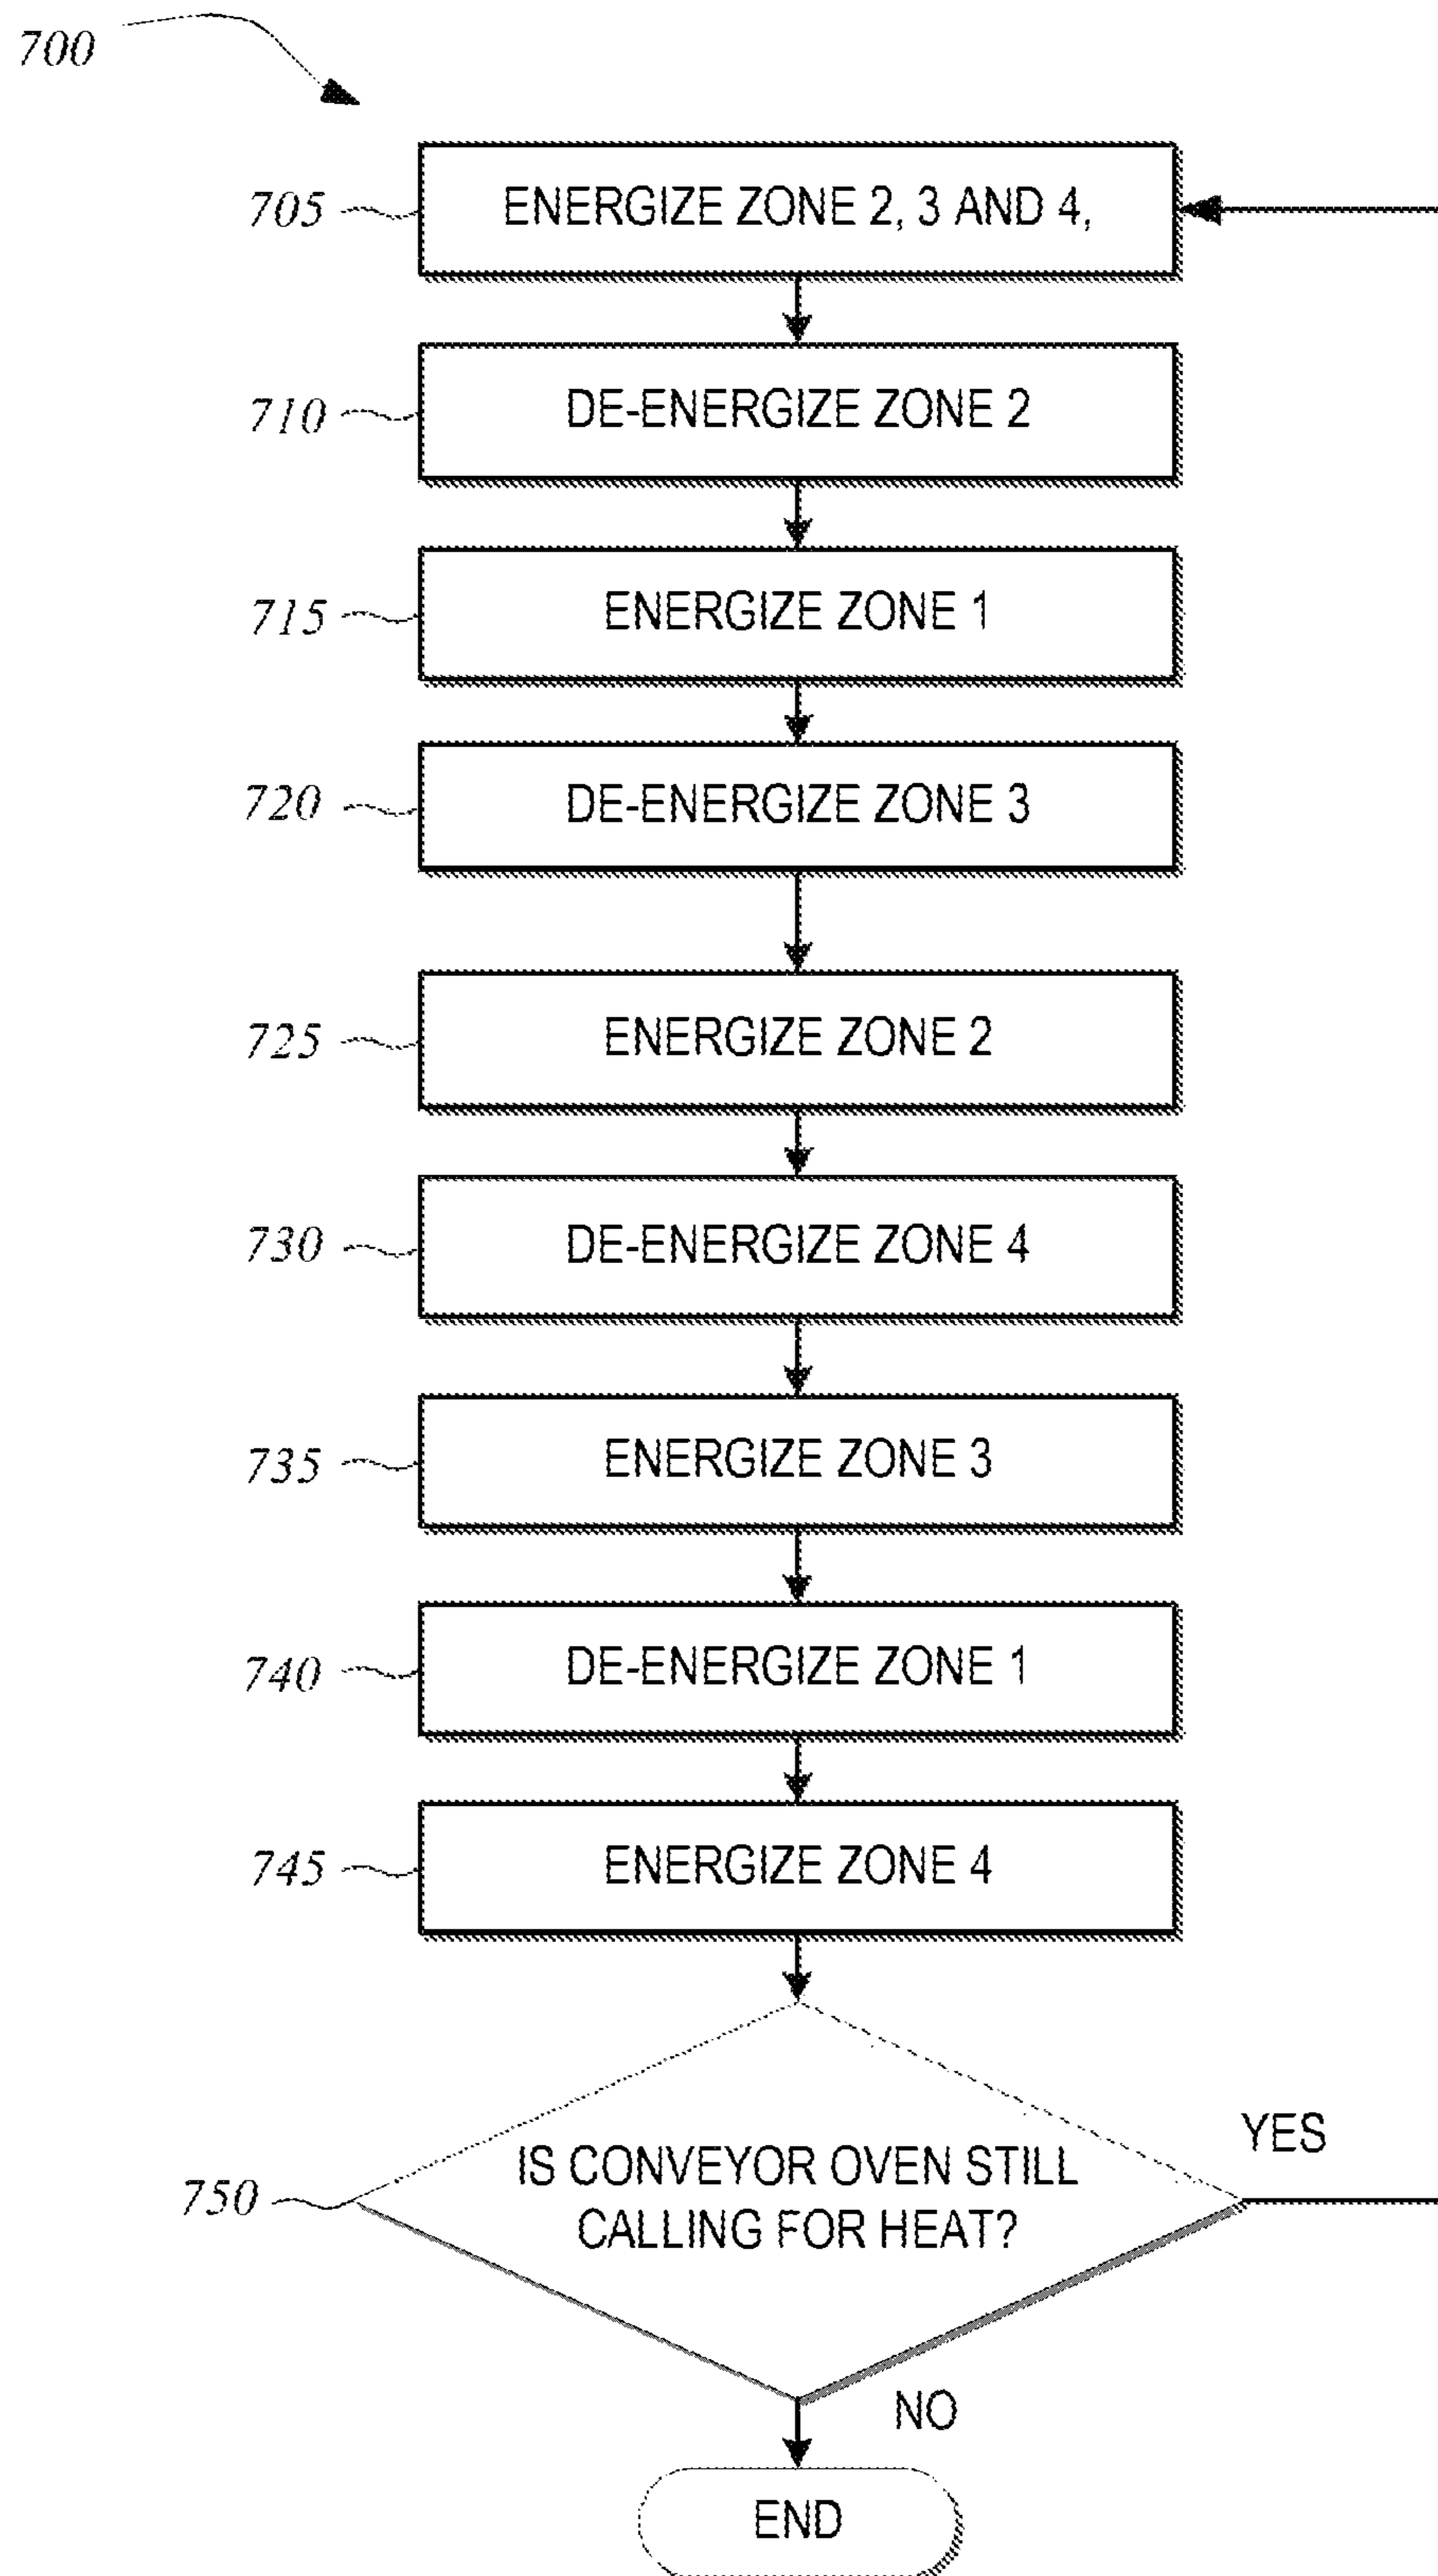 700
705 ENERGIZE ZONE 2, 3 AND 4,
710 DE-ENERGIZE ZONE 2
715 ENERGIZE ZONE 1
720 DE-ENERGIZE ZONE 3
725 ENERGIZE ZONE 2
730 DE-ENERGIZE ZONE 4
735 ENERGIZE ZONE 3
740 DE-ENERGIZE ZONE 1
745 ENERGIZE ZONE 4
YES
IS CONVEYOR OVEN STILL
750
CALLING FOR HEAT?
NO
END